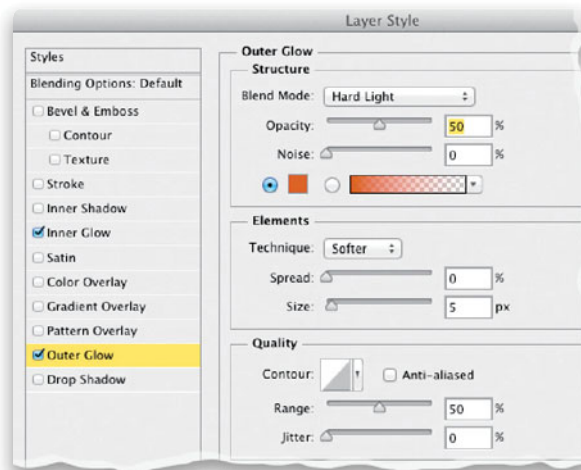 Layer Style
Styles
Blending Options: Default
Bevel & Emboss
Contour
Texture
Stroke
Inner Shadow
Inner Glow
Satin
Color Overlay
Gradient Overlay
Pattern Overlay
Outer Glow
Drop Shadow
Outer Glow
Structure
Blend Mode: Hard Light
Opacity: 50 %
Noise: 0 %
Elements
Technique: Softer
Spread: 0 %
Size: 5 px
Quality
Contour: Anti-aliased
Range: 50 %
Jitter: 0 %